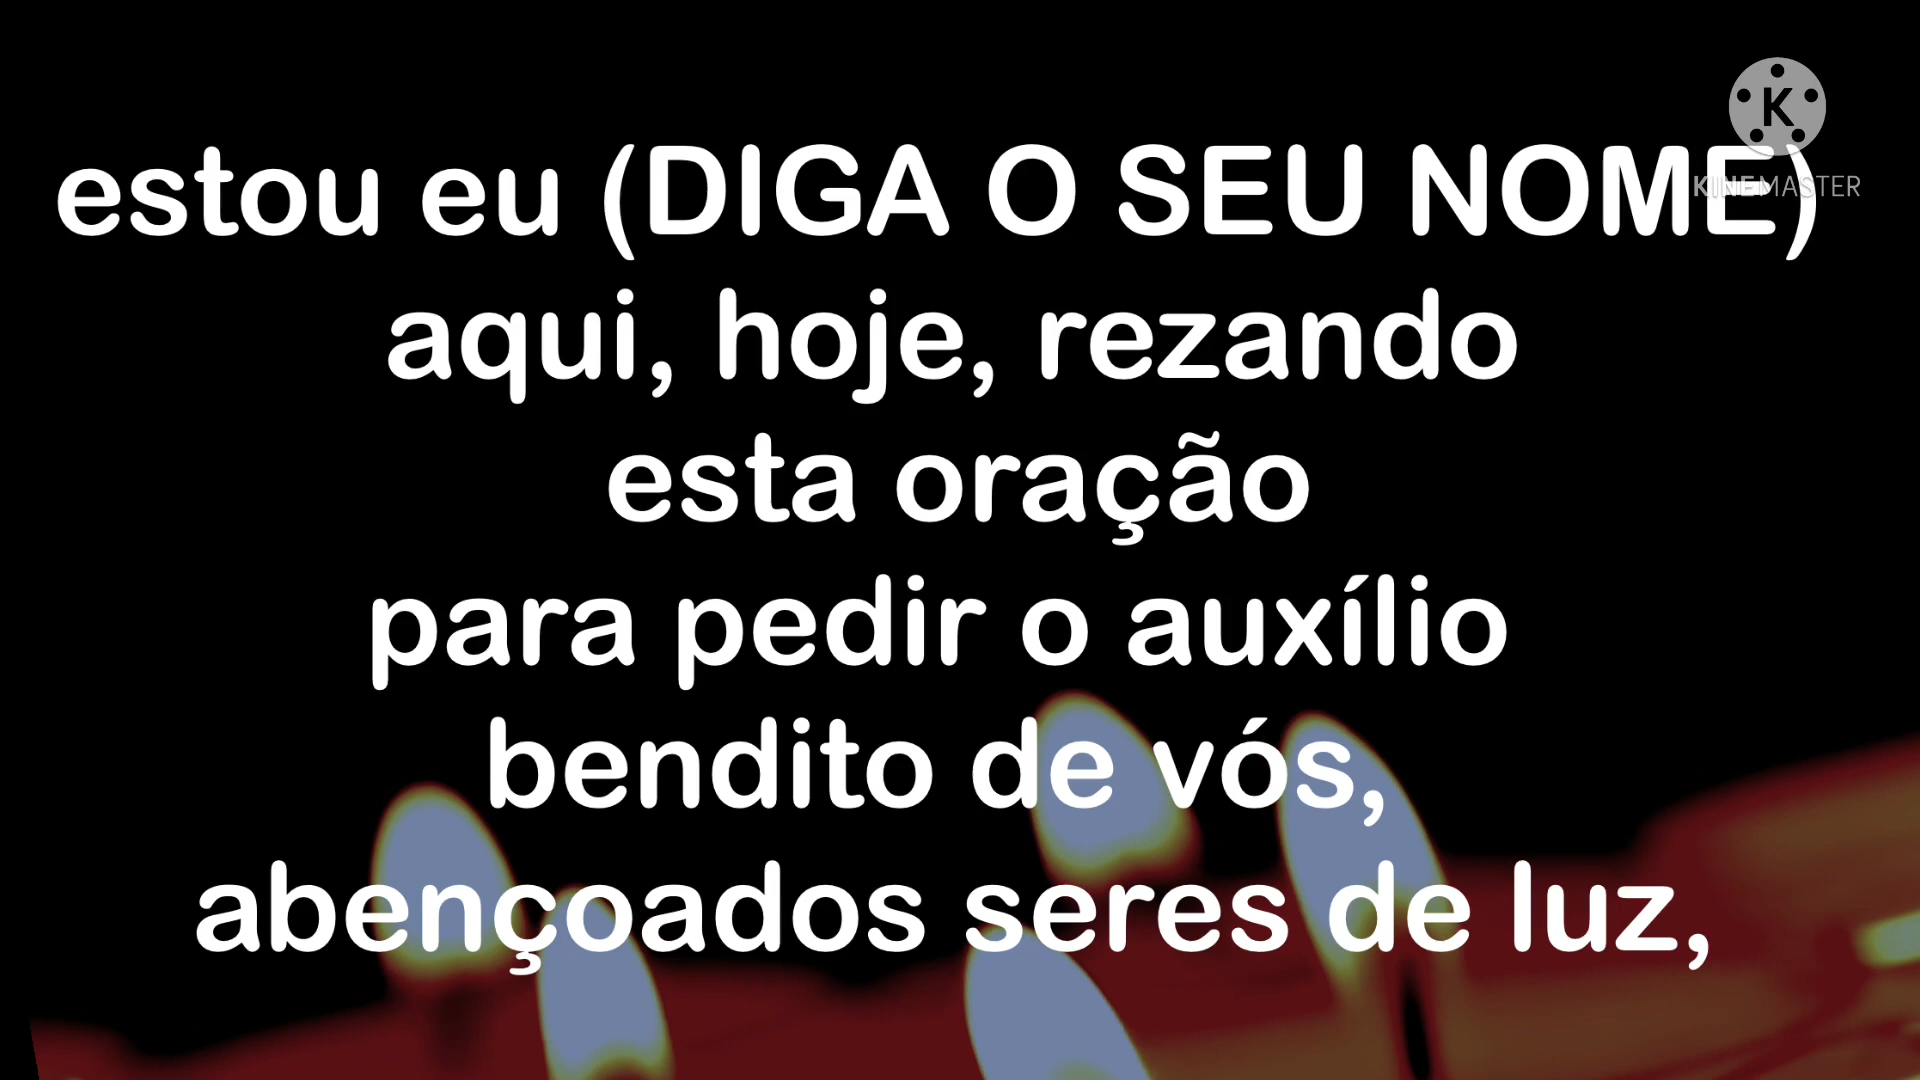 K
KINEMASTER
estou eu (DIGA O SEU NOME)
aqui, hoje, rezando
esta oração
para pedir o auxílio
bendito de vós,
abençoados seres de luz,